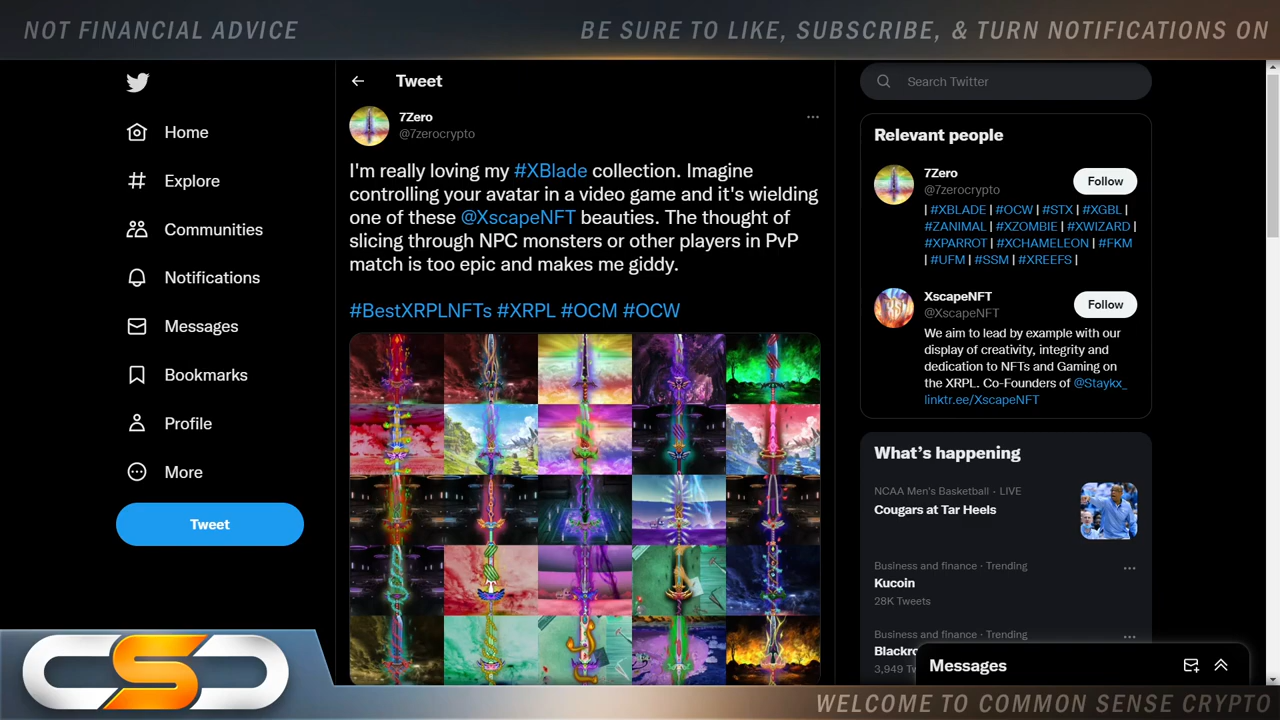 NOT FINANCIAL ADVICE
BE SURE TO LIKE, SUBSCRIBE, & TURN NOTIFICATIONS ON
Home
Explore
Communities
Notifications
Messages
Bookmarks
Profile
More
Tweet
Tweet
7Zero
@7zerocrypto
I'm really loving my #XBlade collection. Imagine
controlling your avatar in a video game and it's wielding
one of these @XscapeNFT beauties. The thought of
slicing through NPC monsters or other players in PvP
match is too epic and makes me giddy.
#BestXRPLNFTs #XRPL #OCM #OCW
Search Twitter
Relevant people
7Zero
@7zerocrypto
Follow
| #XBLADE | #OCW | #STX | #XGBL |
#ZANIMAL | #XZOMBIE | #XWIZARD |
#XPARROT | #XCHAMELEON | #FKM
| #UFM | #SSM | #XREEFS |
XscapeNFT
@XscapeNFT
Follow
We aim to lead by example with our
display of creativity, integrity and
dedication to NFTs and Gaming on
the XRPL. Co-Founders of @Staykx_
linktr.ee/XscapeNFT
What's happening
NCAA Men's Basketball · LIVE
Cougars at Tar Heels
Business and finance · Trending
Kucoin
28K Tweets
Business and finance · Trending
3,949
Messages
CSC
WELCOME TO COMMON SENSE CRYPTO